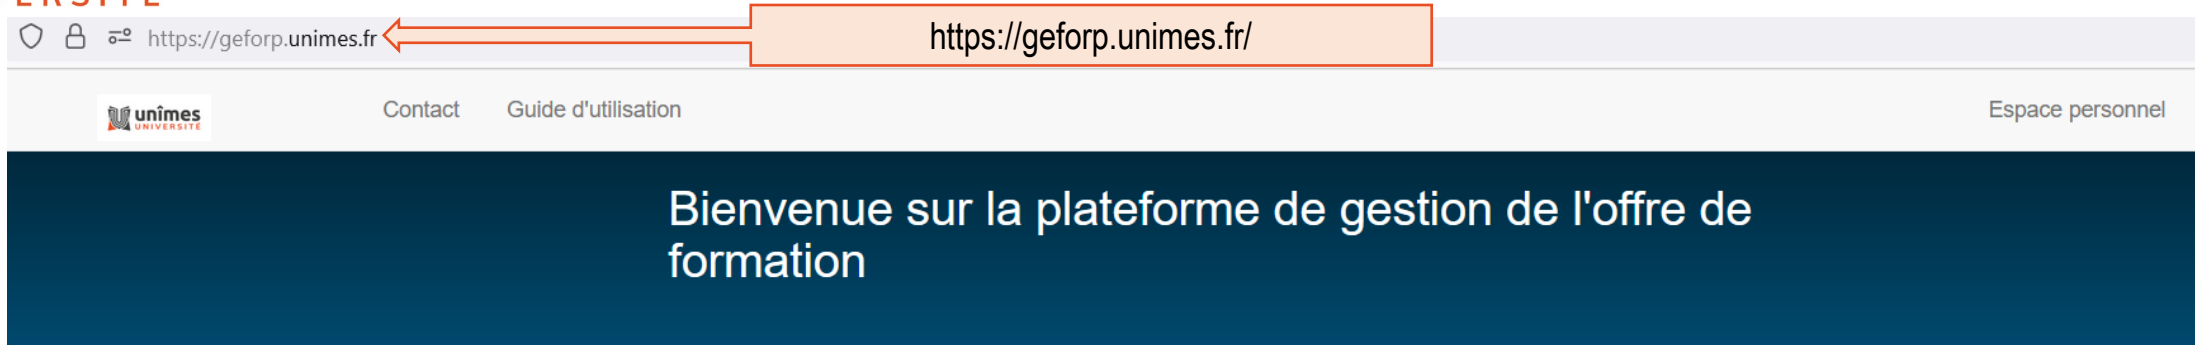 https://geforp.unimes.fr
https://geforp.unimes.fr/
unîmes
UNIVERSITÉ
Contact
Guide d'utilisation
Espace personnel
Bienvenue sur la plateforme de gestion de l'offre de
formation